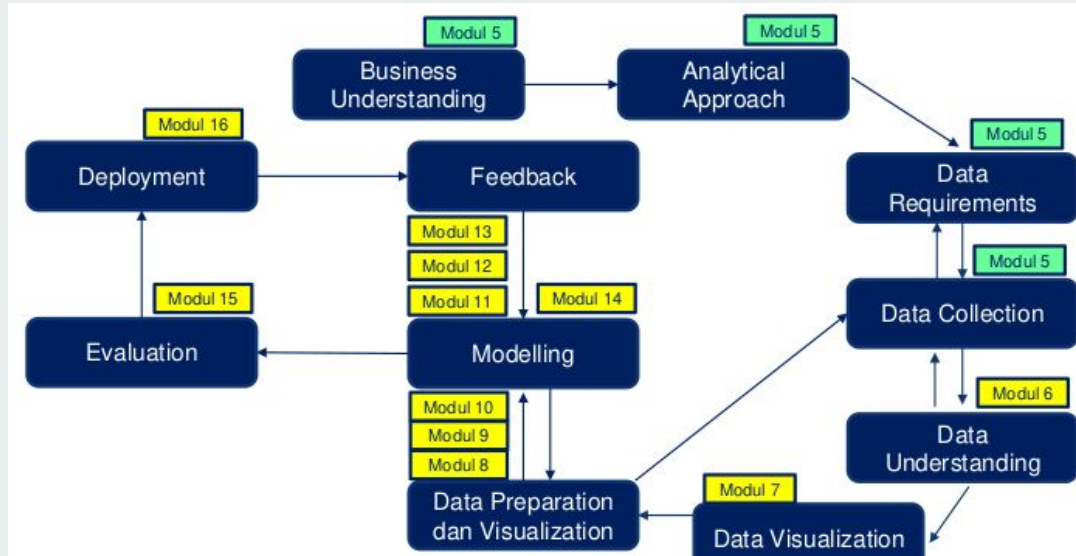 Modul 5
Business
Understanding
Modul 5
Analytical
Approach
Modul 5
Data
Requirements
Modul 5
Data Collection
Modul 6
Data
Understanding
Modul 7
Data Visualization
Modul 10
Modul 9
Modul 8
Data Preparation
dan Visualization
Modul 13
Modul 12
Modul 11
Modul 14
Modelling
Modul 15
Evaluation
Modul 16
Deployment
Feedback